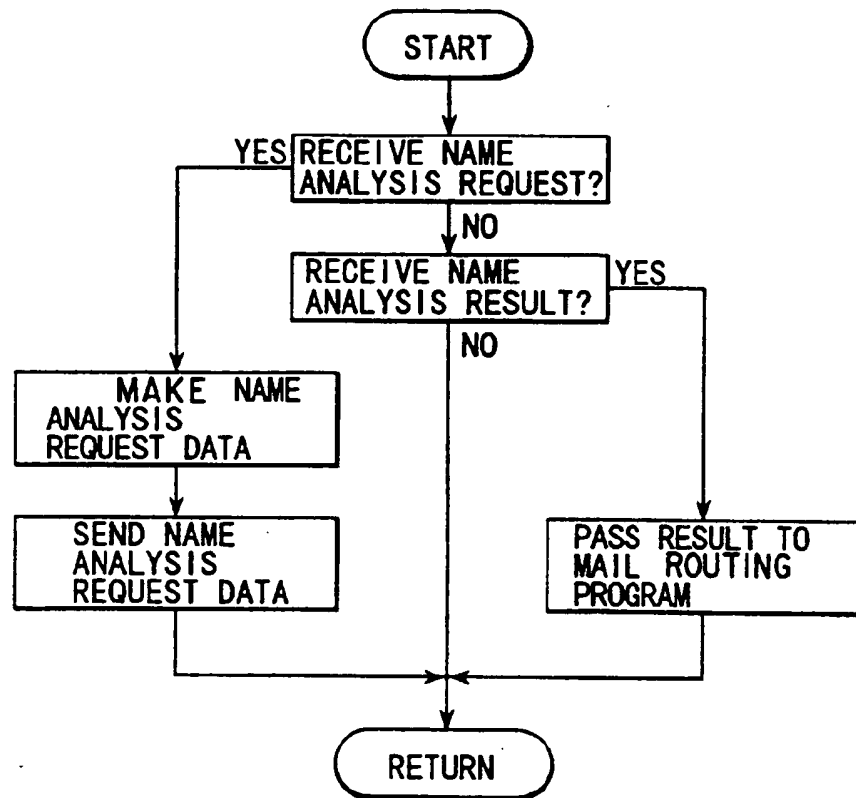 START
YES
RECEIVE NAME
ANALYSIS REQUEST?
NO
RECEIVE NAME
ANALYSIS RESULT?
YES
NO
MAKE NAME
ANALYSIS
REQUEST DATA
SEND NAME
ANALYSIS
REQUEST DATA
PASS RESULT TO
MAIL ROUTING
PROGRAM
RETURN